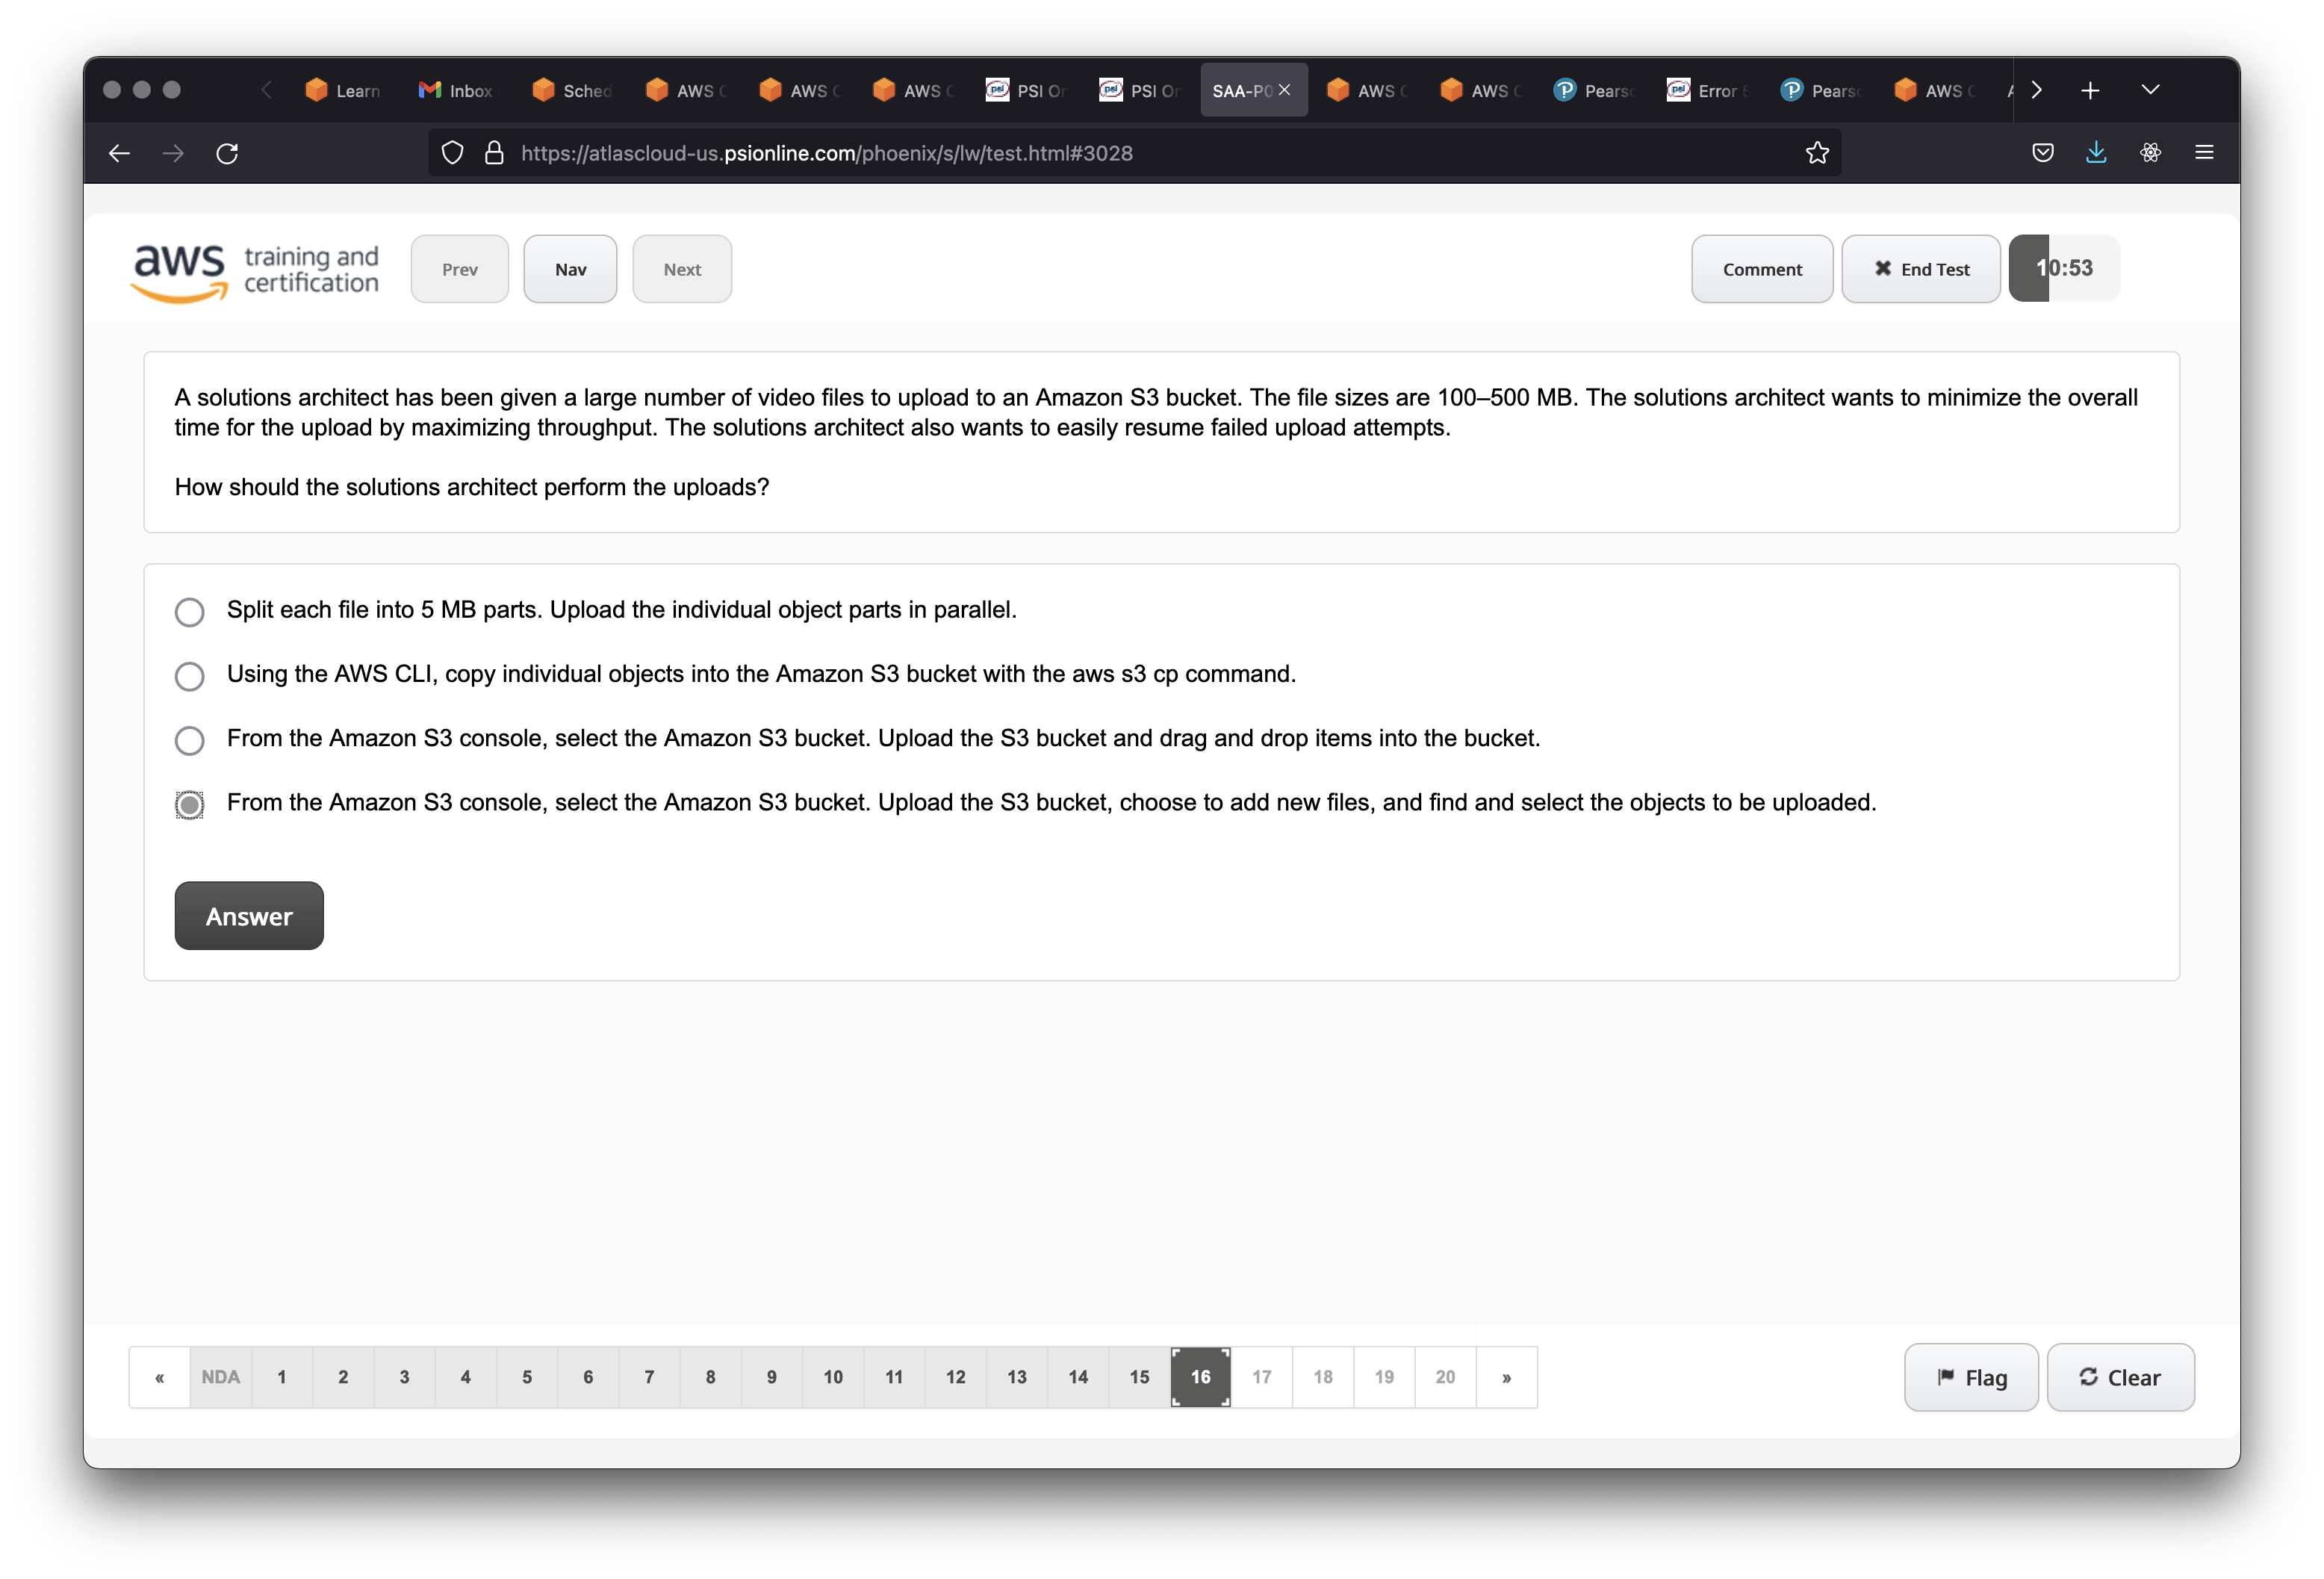 Learn
Inbox
Sched
AWS C
AWS C
AWS C
PSI On
PSI On
SAA-P0
AWS C
AWS C
Pears
Error
Pears
AWS C
https://atlascloud-us.psionline.com/phoenix/s/lw/test.html#3028
aws training and certification
Prev
Nav
Next
Comment
✖ End Test
10:53
A solutions architect has been given a large number of video files to upload to an Amazon S3 bucket. The file sizes are 100–500 MB. The solutions architect wants to minimize the overall
time for the upload by maximizing throughput. The solutions architect also wants to easily resume failed upload attempts.
How should the solutions architect perform the uploads?
Split each file into 5 MB parts. Upload the individual object parts in parallel.
Using the AWS CLI, copy individual objects into the Amazon S3 bucket with the aws s3 cp command.
From the Amazon S3 console, select the Amazon S3 bucket. Upload the S3 bucket and drag and drop items into the bucket.
From the Amazon S3 console, select the Amazon S3 bucket. Upload the S3 bucket, choose to add new files, and find and select the objects to be uploaded.
Answer
« NDA 1 2 3 4 5 6 7 8 9 10 11 12 13 14 15 16 17 18 19 20 »
Flag
Clear